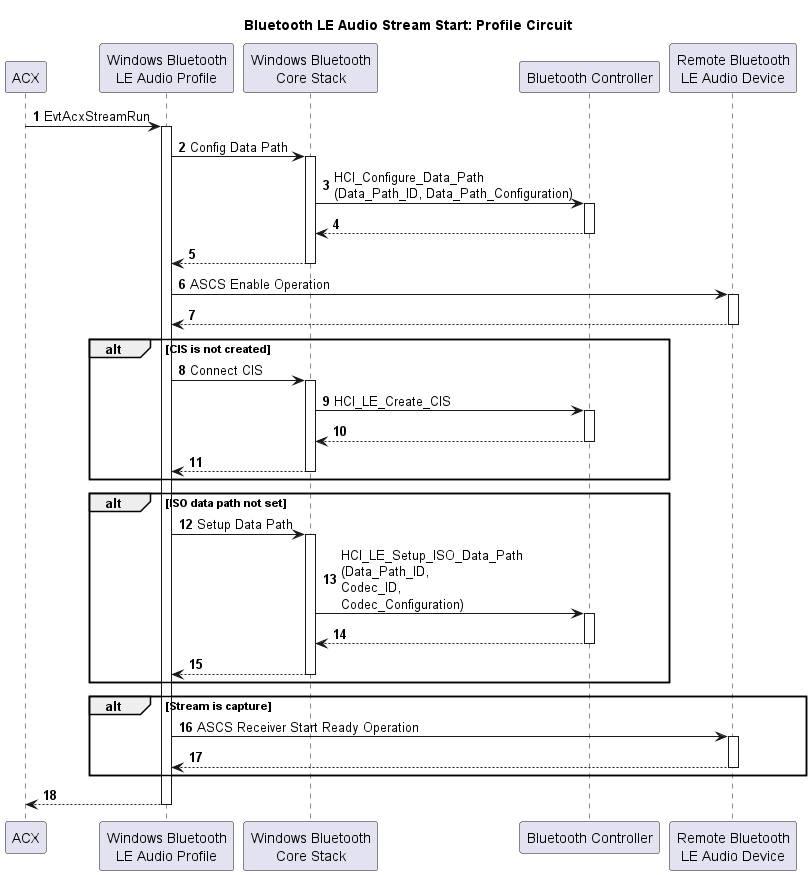 Bluetooth LE Audio Stream Start: Profile Circuit
ACX
Windows Bluetooth
LE Audio Profile
Windows Bluetooth
Core Stack
Bluetooth Controller
Remote Bluetooth
LE Audio Device
1 EvtAcxStreamRun
2 Config Data Path
3 HCI_Configure_Data_Path
(Data_Path_ID, Data_Path_Configuration)
4
5
6 ASCS Enable Operation
7
alt [CIS is not created]
8 Connect CIS
9 HCI_LE_Create_CIS
10
11
alt [ISO data path not set]
12 Setup Data Path
13 HCI_LE_Setup_ISO_Data_Path
(Data_Path_ID,
Codec_ID,
Codec_Configuration)
14
15
alt [Stream is capture]
16 ASCS Receiver Start Ready Operation
17
18
ACX
Windows Bluetooth
LE Audio Profile
Windows Bluetooth
Core Stack
Bluetooth Controller
Remote Bluetooth
LE Audio Device